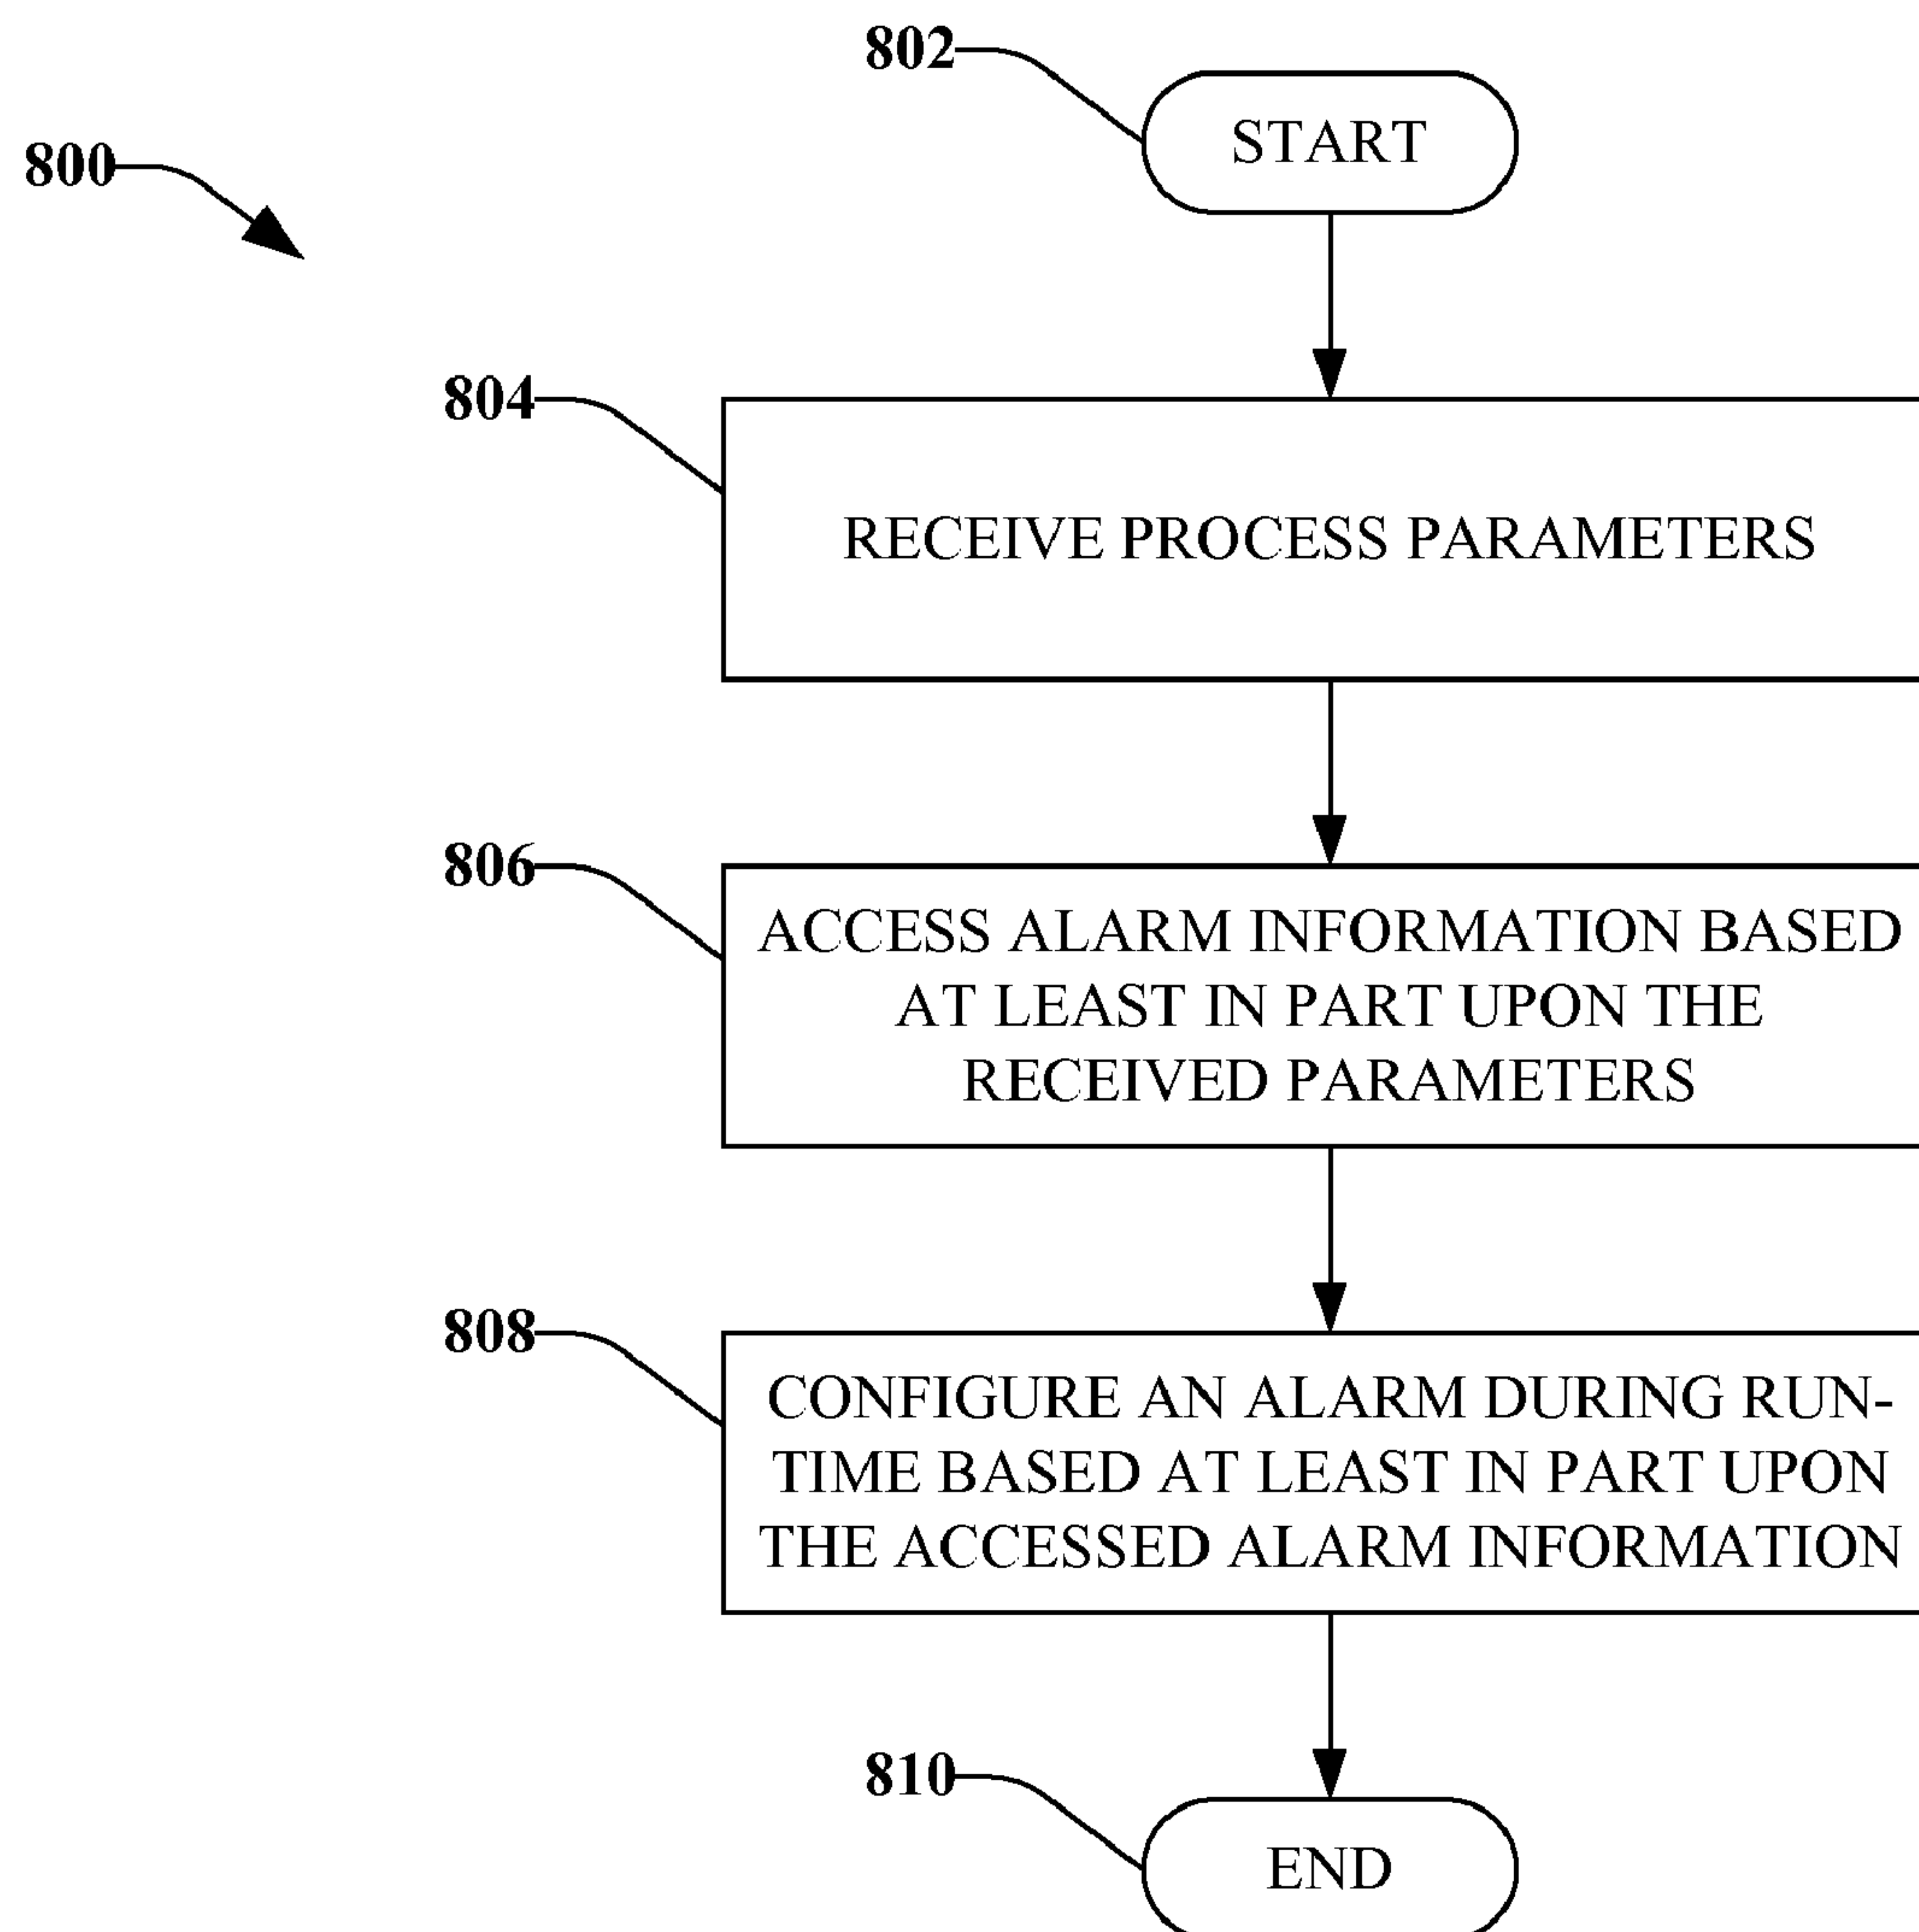 802
START
800
804
RECEIVE PROCESS PARAMETERS
806
ACCESS ALARM INFORMATION BASED
AT LEAST IN PART UPON THE
RECEIVED PARAMETERS
808
CONFIGURE AN ALARM DURING RUN-
TIME BASED AT LEAST IN PART UPON
THE ACCESSED ALARM INFORMATION
810
END